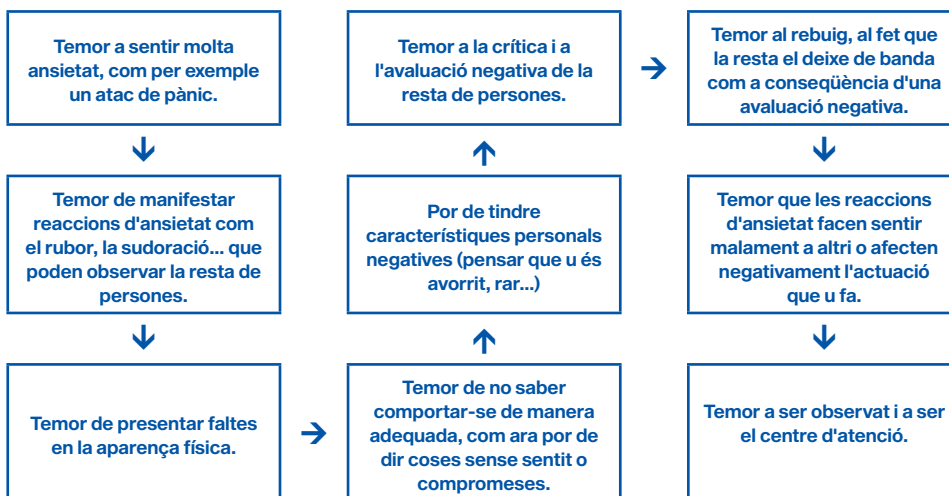 Temor a sentir molta
ansietat, com per exemple
un atac de pànic.
Temor de manifestar
reaccions d'ansietat com
el rubor, la sudoració... que
poden observar la resta de
persones.
Temor de presentar faltes
en la aparença física.
Temor de no saber
comportar-se de manera
adequada, com ara por de
dir coses sense sentit o
compromeses.
Por de tindre
característiques personals
negatives (pensar que u és
avorrit, rar...)
Temor a la crítica i a
l'avaluació negativa de la
resta de persones.
Temor al rebuig, al fet que
la resta el deixe de banda
com a conseqüència d'una
avaluació negativa.
Temor que les reaccions
d'ansietat facen sentir
malament a altri o afecten
negativament l'actuació
que u fa.
Temor a ser observat i a ser
el centre d'atenció.